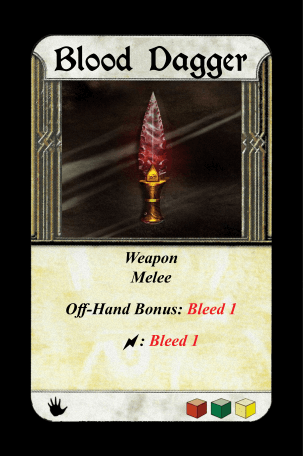 Blood Dagger
Weapon
Melee
Off-Hand Bonus: Bleed 1
: Bleed 1